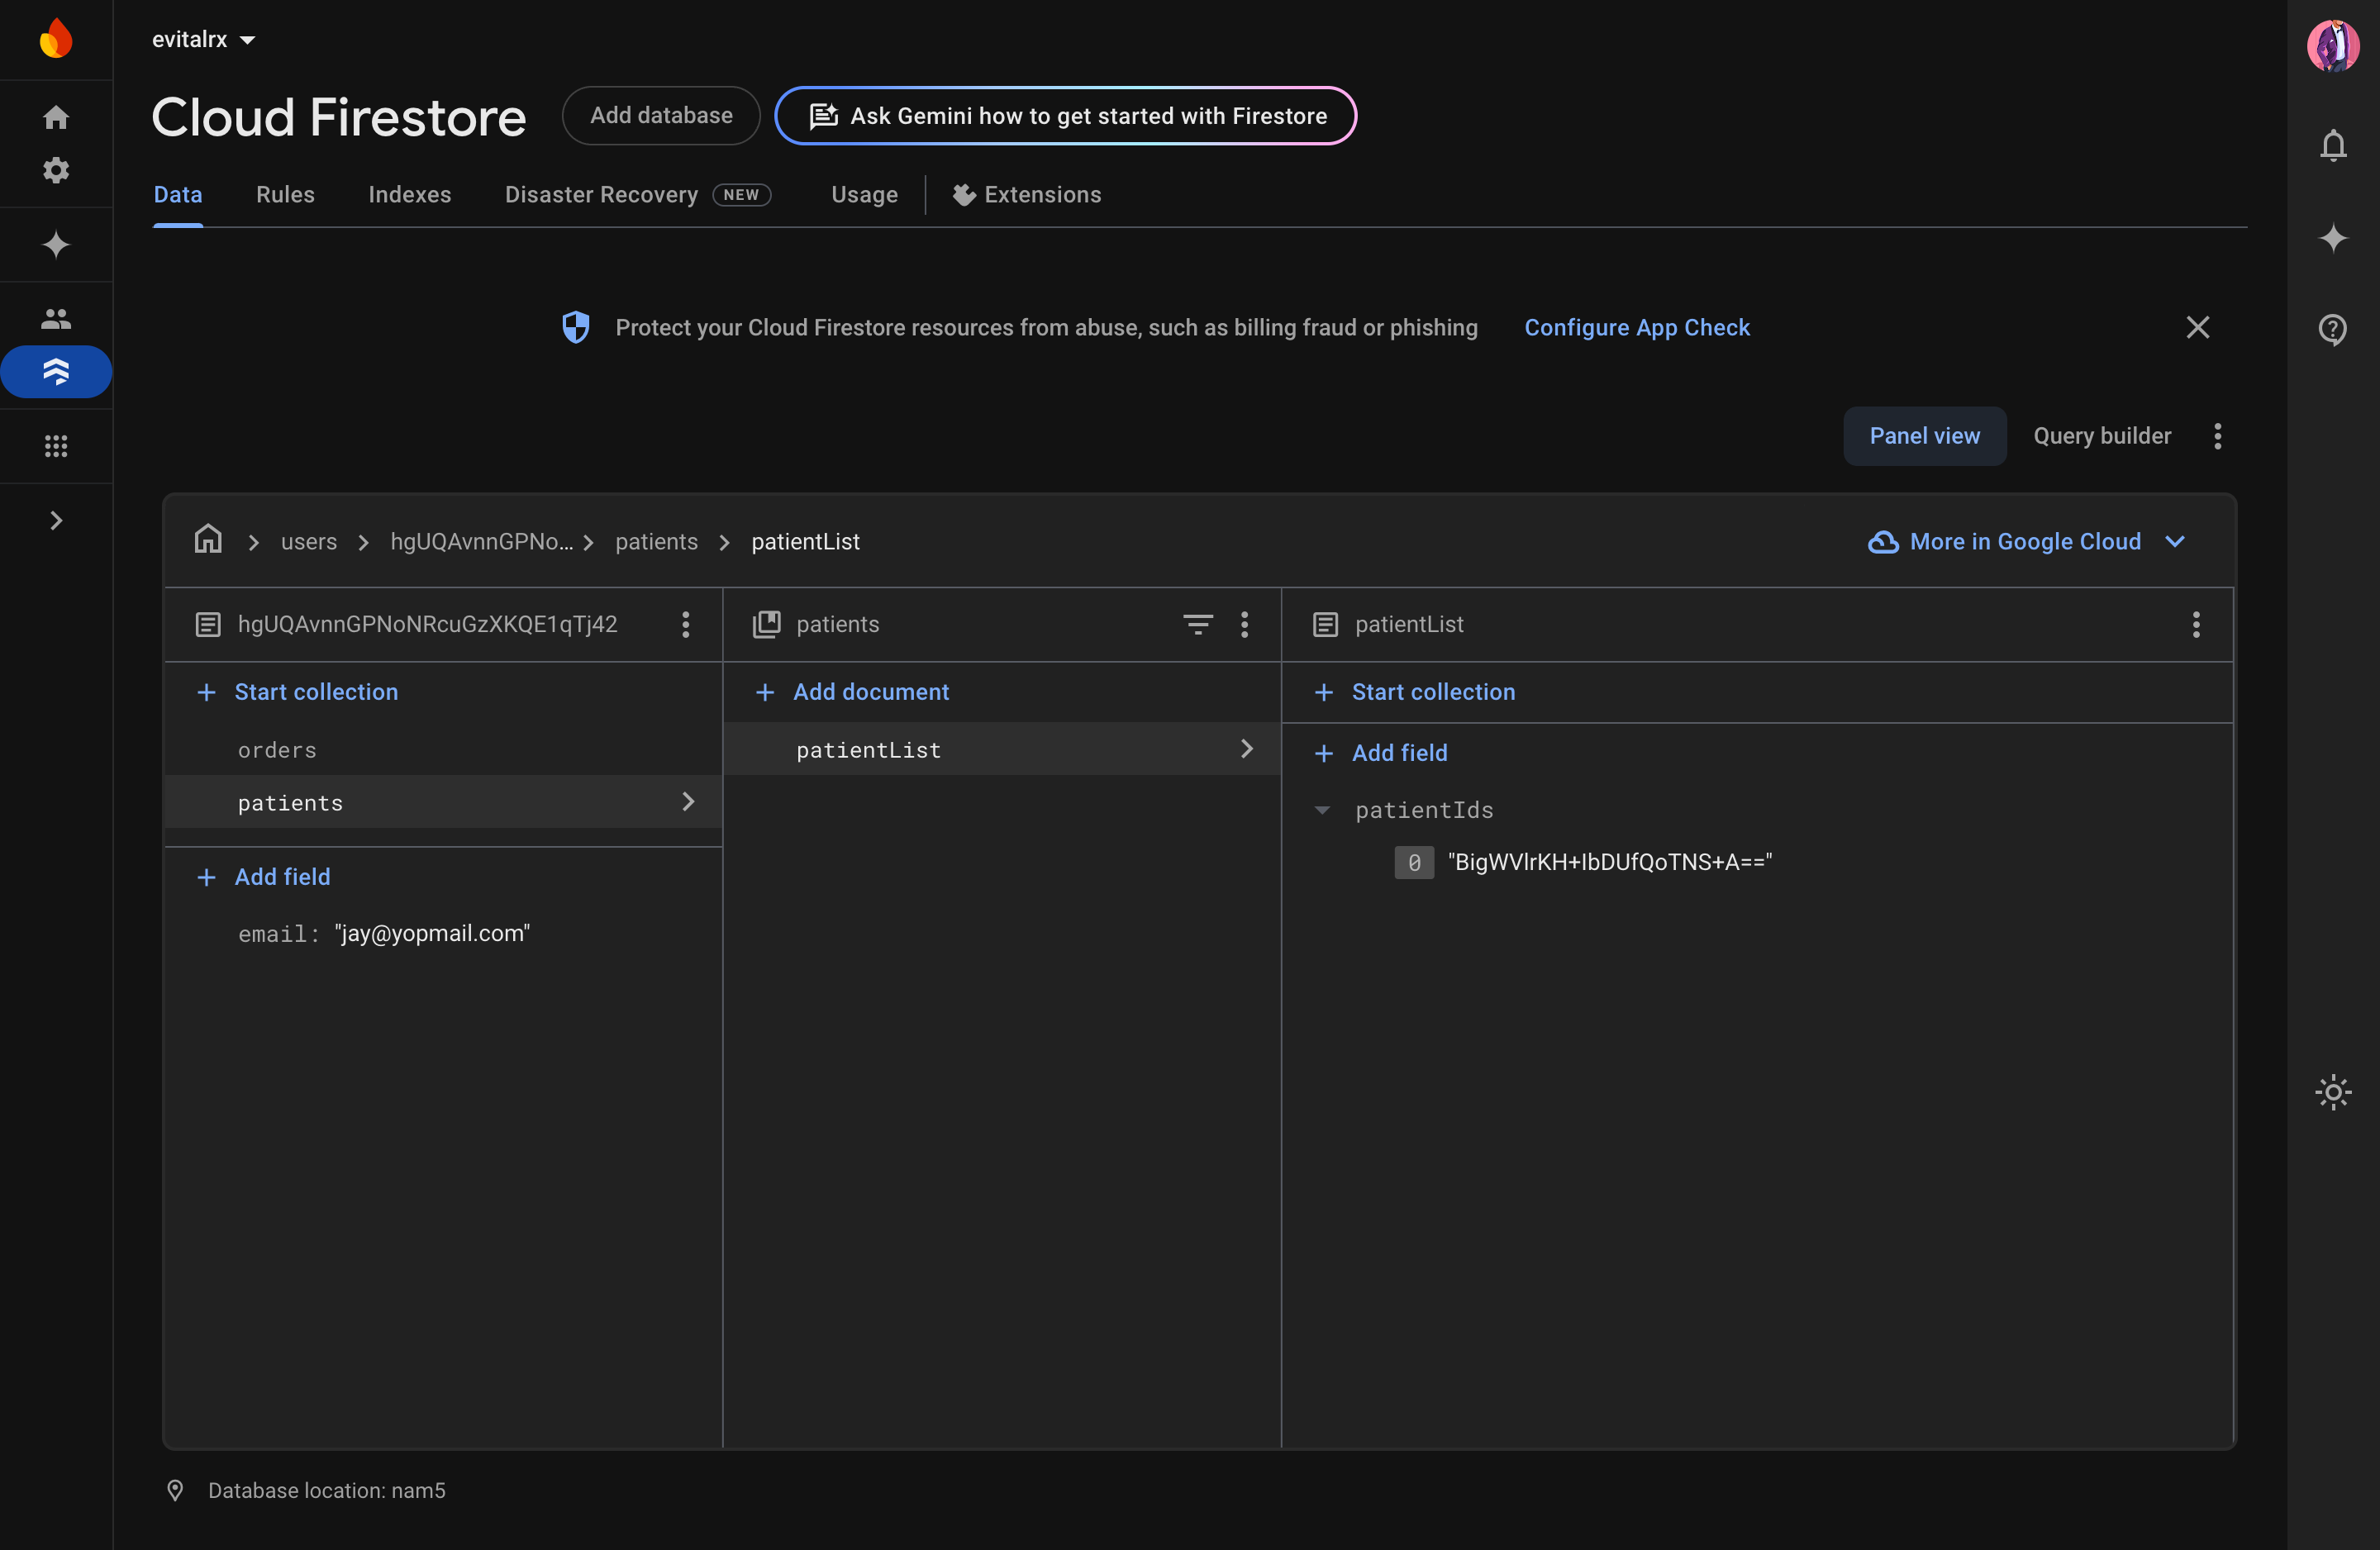 evitalrx
Cloud Firestore
Add database
Ask Gemini how to get started with Firestore
Data
Rules
Indexes
Disaster Recovery NEW
Usage
Extensions
Protect your Cloud Firestore resources from abuse, such as billing fraud or phishing
Configure App Check
Panel view
Query builder
users
hgUQAvnnGPNo...
patients
patientList
More in Google Cloud
hgUQAvnnGPNoNRcuGzXKQE1qTj42
patients
patientList
+ Start collection
orders
patients
+ Add field
email: "jay@yopmail.com"
+ Add document
patientList
+ Start collection
+ Add field
patientIds
0 "BigWVlrKH+IbDUfQoTNS+A=="
Database location: nam5